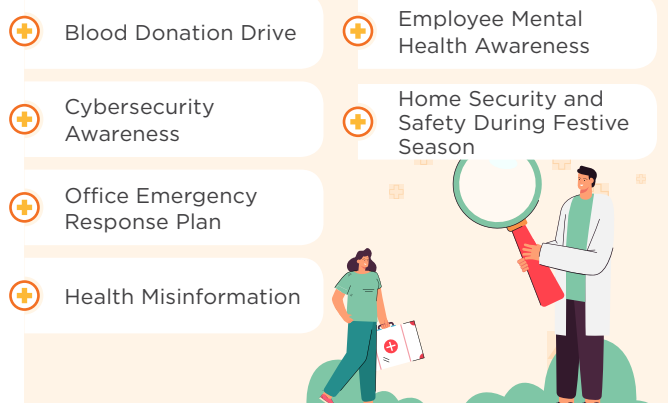 Blood Donation Drive
Cybersecurity
Awareness
Office Emergency
Response Plan
Health Misinformation
Employee Mental
Health Awareness
Home Security and
Safety During Festive
Season